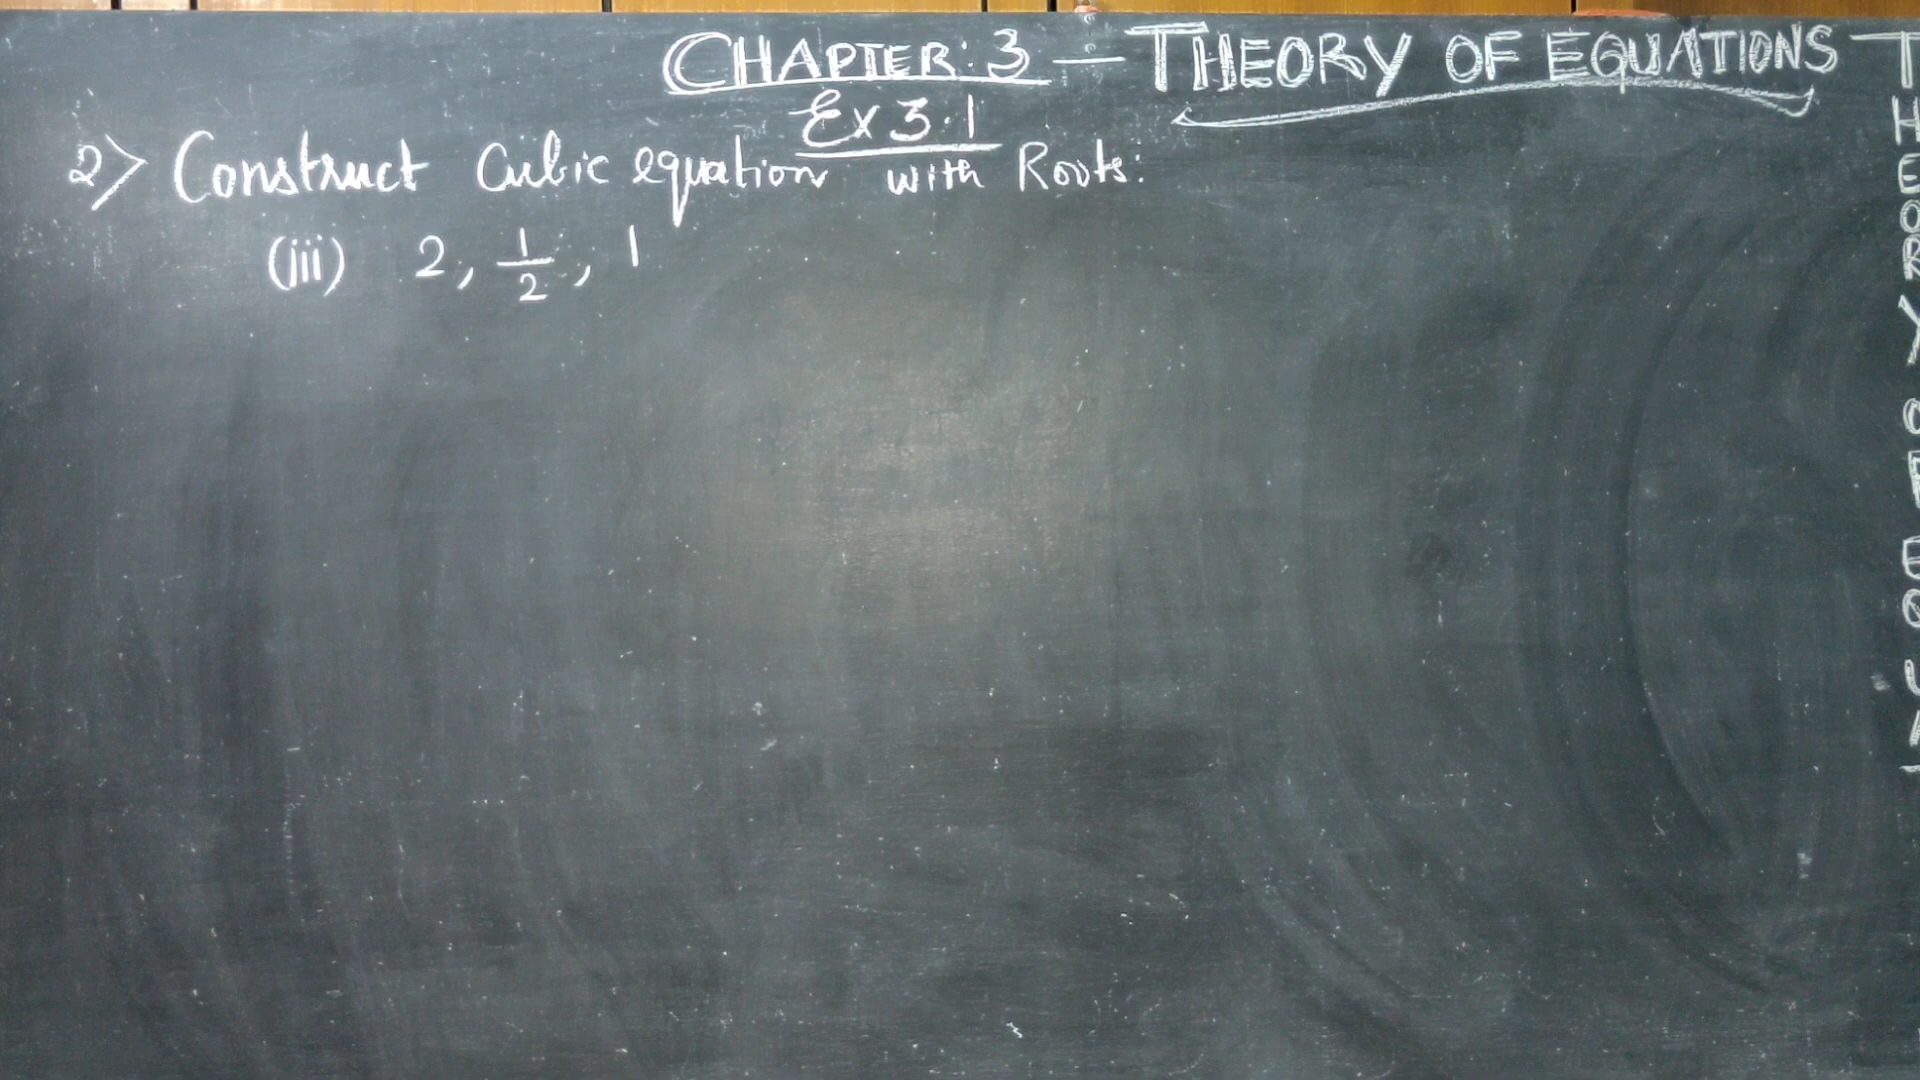 CHAPTER: 3 — THEORY OF EQUATIONS
Ex 3.1
2) Construct Cubic equation with Roots:
(iii) 2, 1/2, 1
T
H
E
O
R
Y
O
F
E
Q
U
A